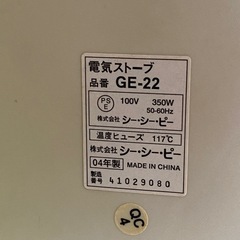 電気ストーブ
品番 GE-22
PS
E
100V 350W
50-60Hz
株式会社 シー・シー・ピー
温度ヒューズ 117℃
株式会社 シー・シー・ピー
04年製 MADE IN CHINA
製造
番号 41029080
QC
4